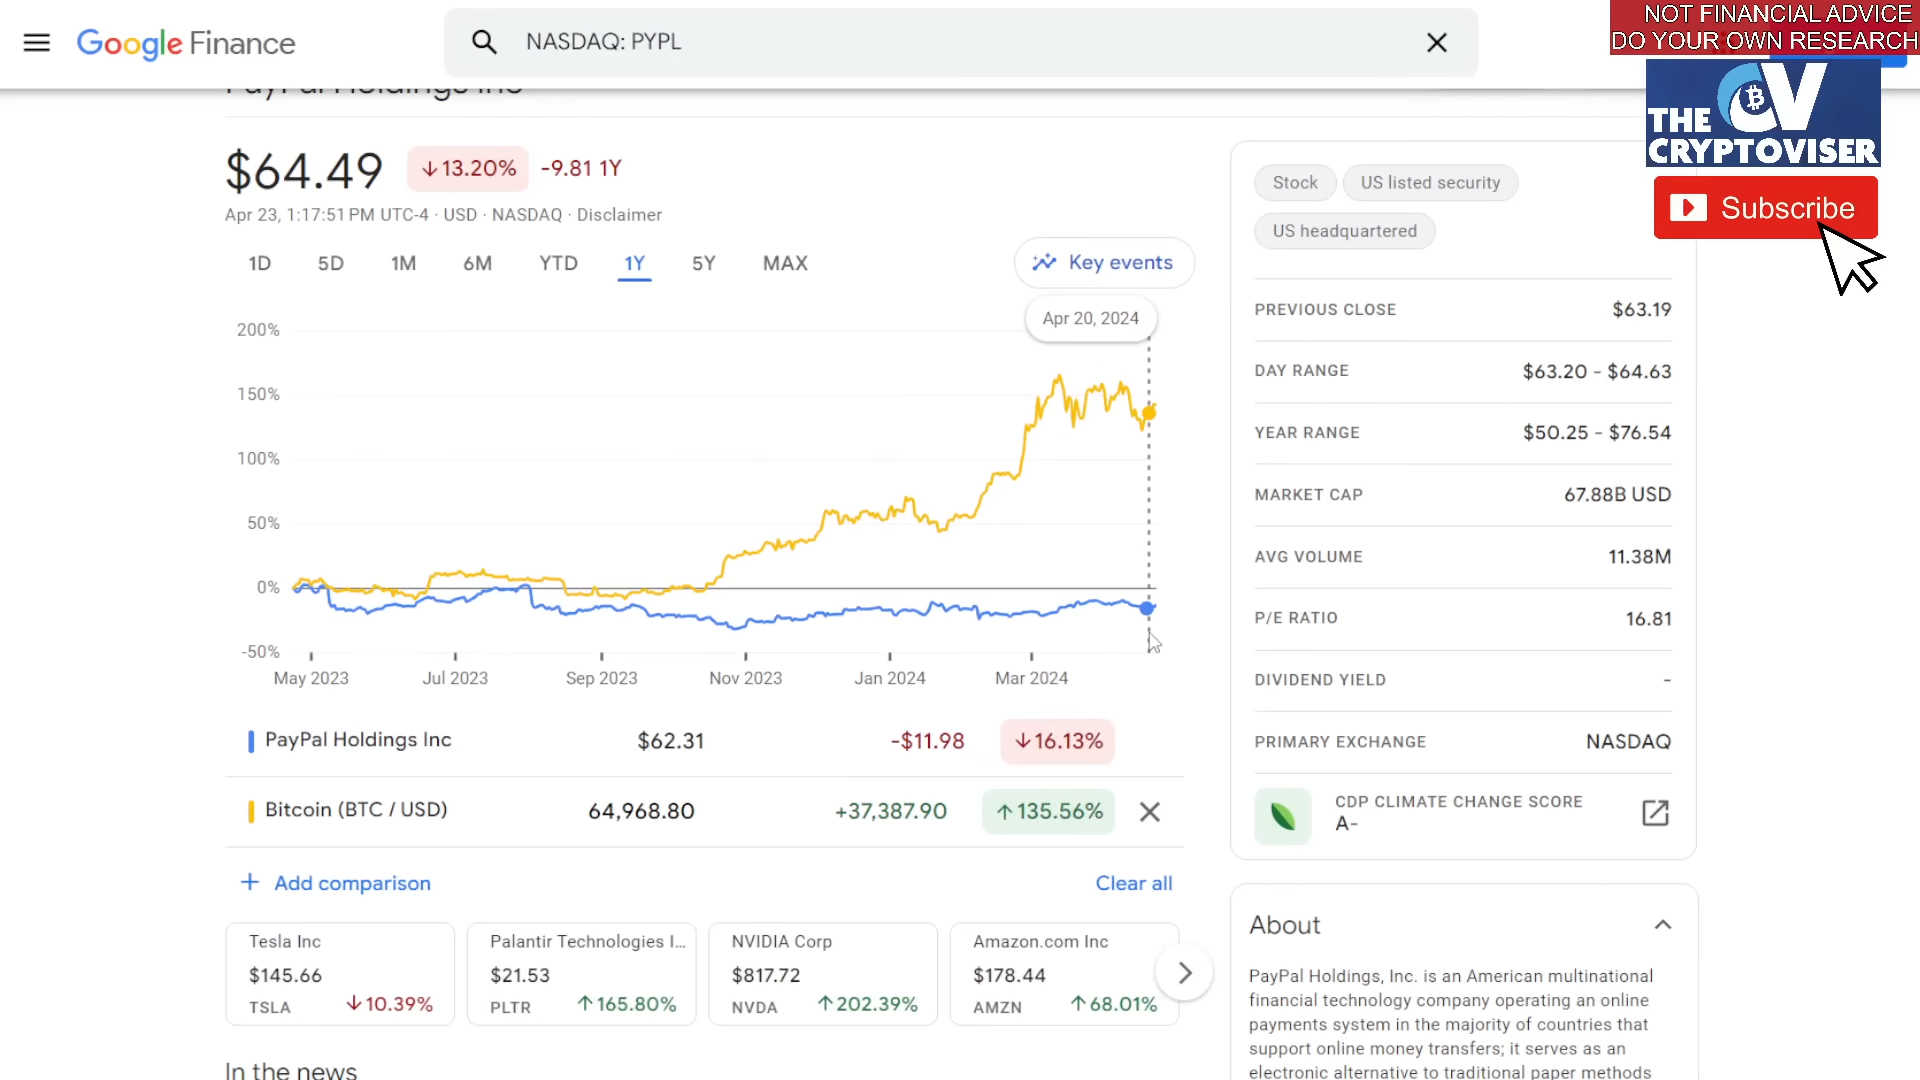 Google Finance
NASDAQ: PYPL
NOT FINANCIAL ADVICE
DO YOUR OWN RESEARCH
THE CV
CRYPTOVISER
Subscribe
PayPal Holdings Inc
$64.49 ↓13.20% -9.81 1Y
Apr 23, 1:17:51 PM UTC-4 · USD · NASDAQ · Disclaimer
1D 5D 1M 6M YTD 1Y 5Y MAX
Key events
Apr 20, 2024
200%
150%
100%
50%
0%
-50%
May 2023 Jul 2023 Sep 2023 Nov 2023 Jan 2024 Mar 2024
PayPal Holdings Inc $62.31 -$11.98 ↓16.13%
Bitcoin (BTC / USD) 64,968.80 +37,387.90 ↑135.56%
+ Add comparison
Clear all
Tesla Inc
$145.66
TSLA ↓10.39%
Palantir Technologies I...
$21.53
PLTR ↑165.80%
NVIDIA Corp
$817.72
NVDA ↑202.39%
Amazon.com Inc
$178.44
AMZN ↑68.01%
In the news
Stock
US listed security
US headquartered
PREVIOUS CLOSE $63.19
DAY RANGE $63.20 - $64.63
YEAR RANGE $50.25 - $76.54
MARKET CAP 67.88B USD
AVG VOLUME 11.38M
P/E RATIO 16.81
DIVIDEND YIELD -
PRIMARY EXCHANGE NASDAQ
CDP CLIMATE CHANGE SCORE
A-
About
PayPal Holdings, Inc. is an American multinational
financial technology company operating an online
payments system in the majority of countries that
support online money transfers; it serves as an
electronic alternative to traditional paper methods